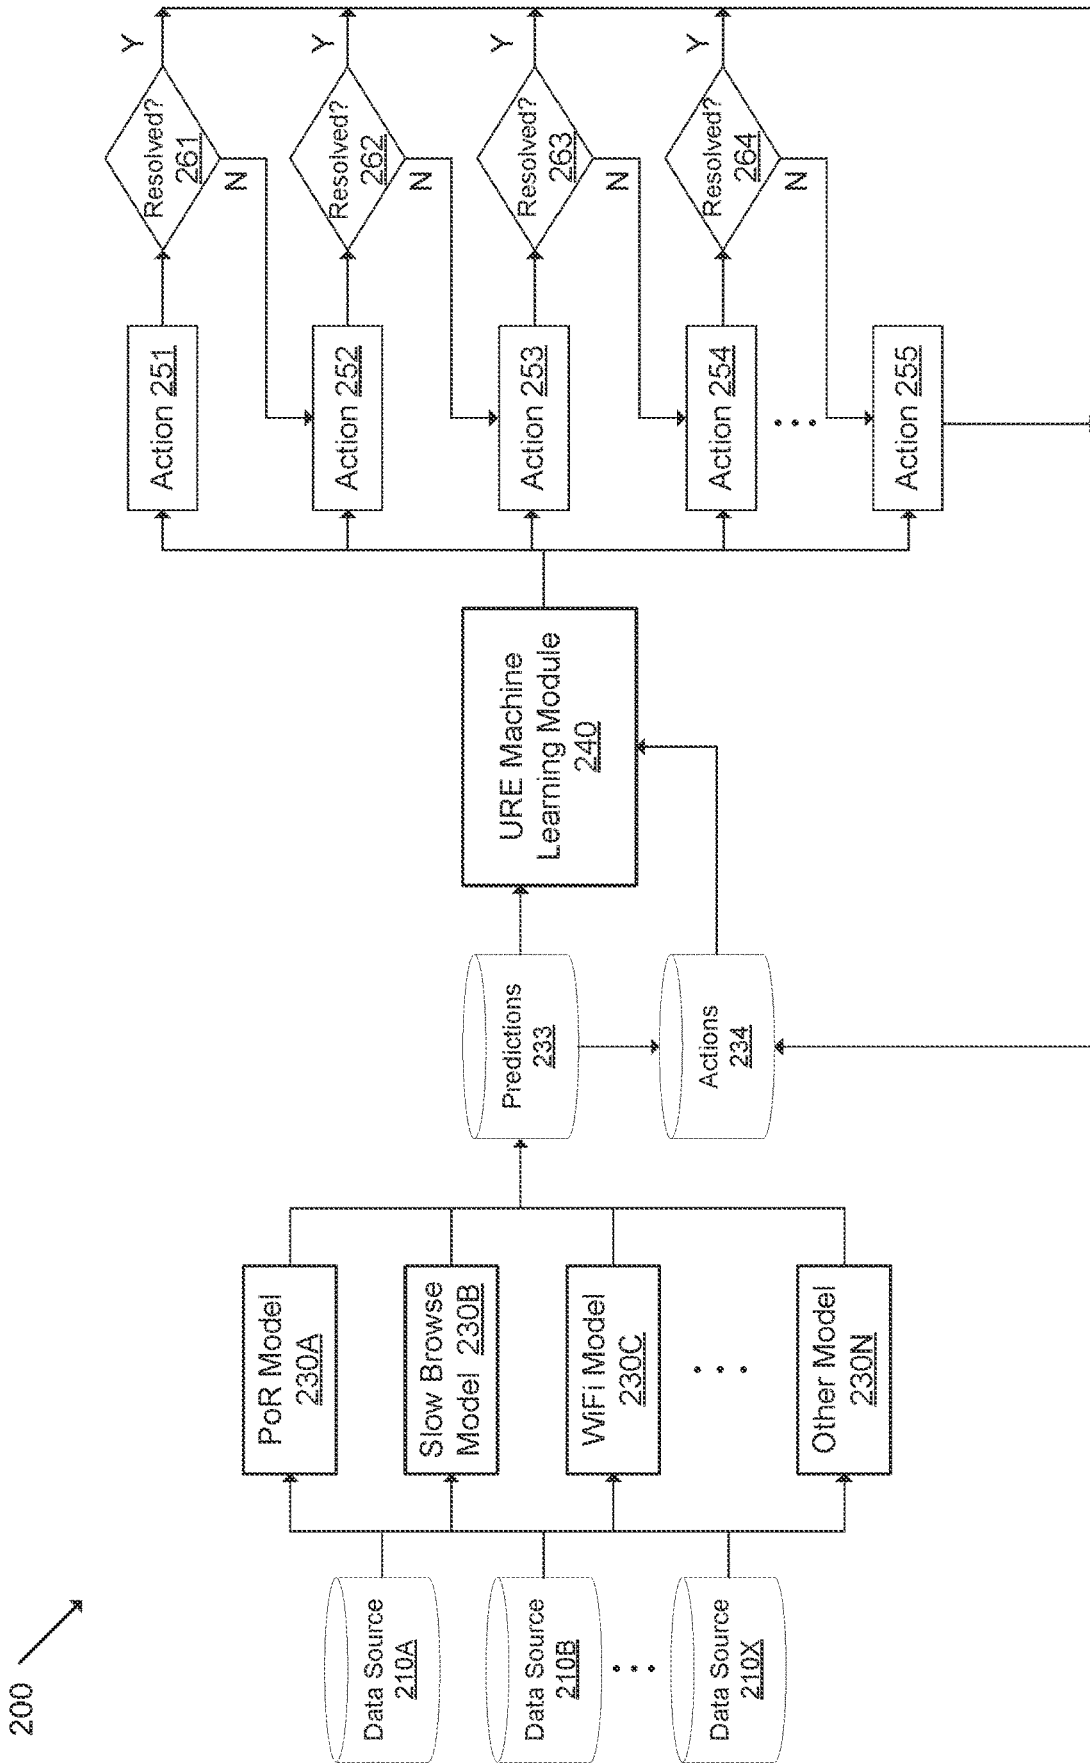 200
Data Source
210A
Data Source
210B
Data Source
210X
PoR Model
230A
Slow Browse
Model 230B
WiFi Model
230C
Other Model
230N
Predictions
233
Actions
234
URE Machine
Learning Module
240
Action 251
Action 252
Action 253
Action 254
Action 255
Resolved?
261
Y
N
Resolved?
262
Y
N
Resolved?
263
Y
N
Resolved?
264
Y
N